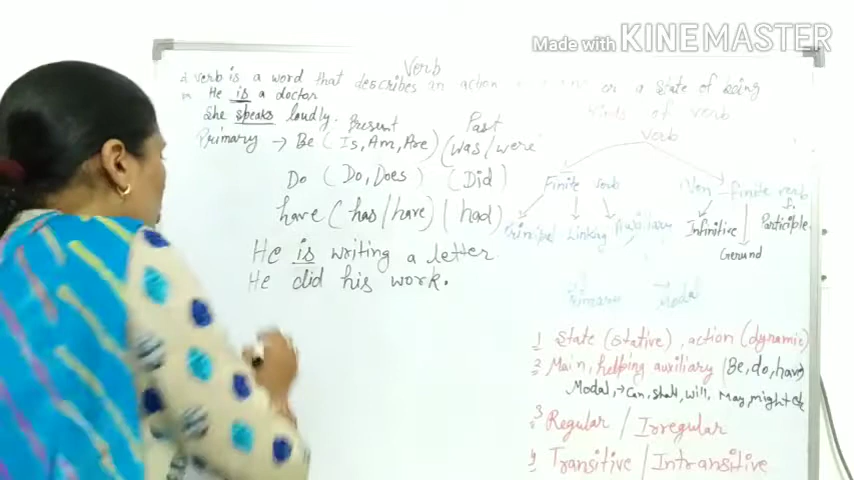 Made with KINEMASTER
Verb
A verb is a word that describes an action or a state of being
He is a doctor
She speaks loudly.
Present Past
Primary → Be (Is, Am, Are) (was/were
Do (Do, Does) (Did)
have (has/have) (had)
He is writing a letter
He did his work.
Kinds of verb
Verb
Finite verb Non-finite verb
Principal Linking Auxiliary
Infinitive Gerund Participle
Primary Modal
1 State (stative), action (dynamic)
2 Main, helping auxiliary (Be, do, have)
Modal, → Can, shall, will, May, might etc
3 Regular / Irregular
4 Transitive / Intransitive